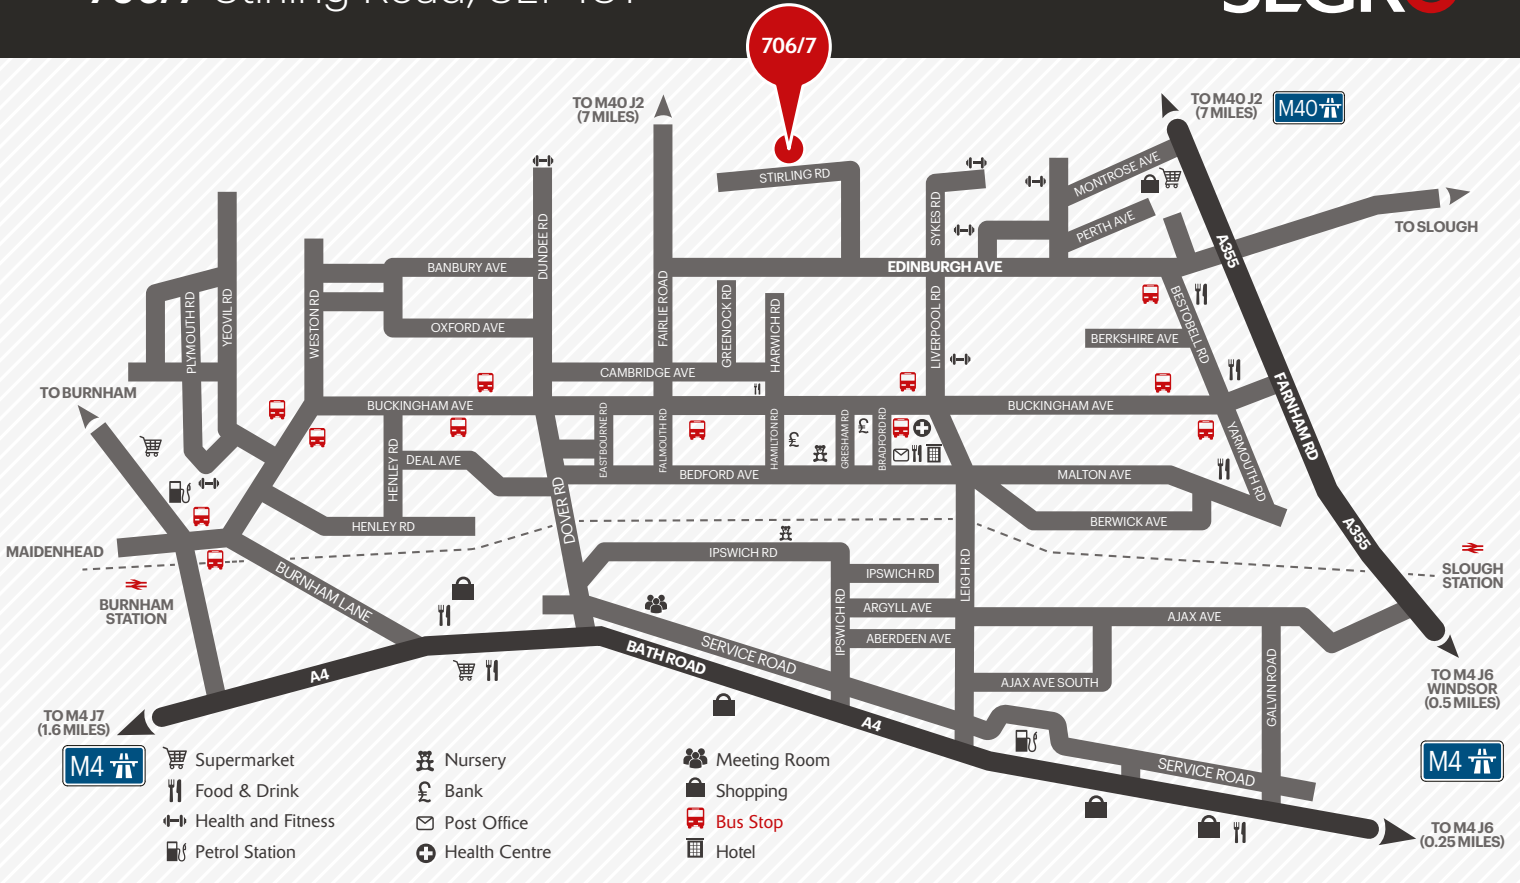 706/7 Stirling Road, SL1 4ST
SEGRO
706/7
TO M40 J2
(7 MILES)
TO M40 J2
(7 MILES)
M40
STIRLING RD
MONTROSE AVE
PERTH AVE
SYKES RD
TO SLOUGH
A355
DUNDEE RD
BANBURY AVE
EDINBURGH AVE
PLYMOUTH RD
YEOVIL RD
WESTON RD
FAIRLIE ROAD
GREENOCK RD
HARWICH RD
LIVERPOOL RD
BESTOBELL RD
OXFORD AVE
BERKSHIRE AVE
CAMBRIDGE AVE
TO BURNHAM
BUCKINGHAM AVE
BUCKINGHAM AVE
FARNHAM RD
EASTBOURNE RD
FALMOUTH RD
HAMILTON RD
GRESHAM RD
BRADFORD RD
HENLEY RD
DEAL AVE
YARMOUTH RD
BEDFORD AVE
MALTON AVE
DOVER RD
HENLEY RD
BERWICK AVE
A355
MAIDENHEAD
IPSWICH RD
IPSWICH RD
LEIGH RD
SLOUGH
STATION
BURNHAM
STATION
BURNHAM LANE
IPSWICH RD
ARGYLL AVE
AJAX AVE
ABERDEEN AVE
SERVICE ROAD
BATH ROAD
AJAX AVE SOUTH
GALVIN ROAD
A4
TO M4 J6
WINDSOR
(0.5 MILES)
TO M4 J7
(1.6 MILES)
A4
M4
M4
SERVICE ROAD
Supermarket
Food & Drink
Health and Fitness
Petrol Station
Nursery
Bank
Post Office
Health Centre
Meeting Room
Shopping
Bus Stop
Hotel
TO M4 J6
(0.25 MILES)